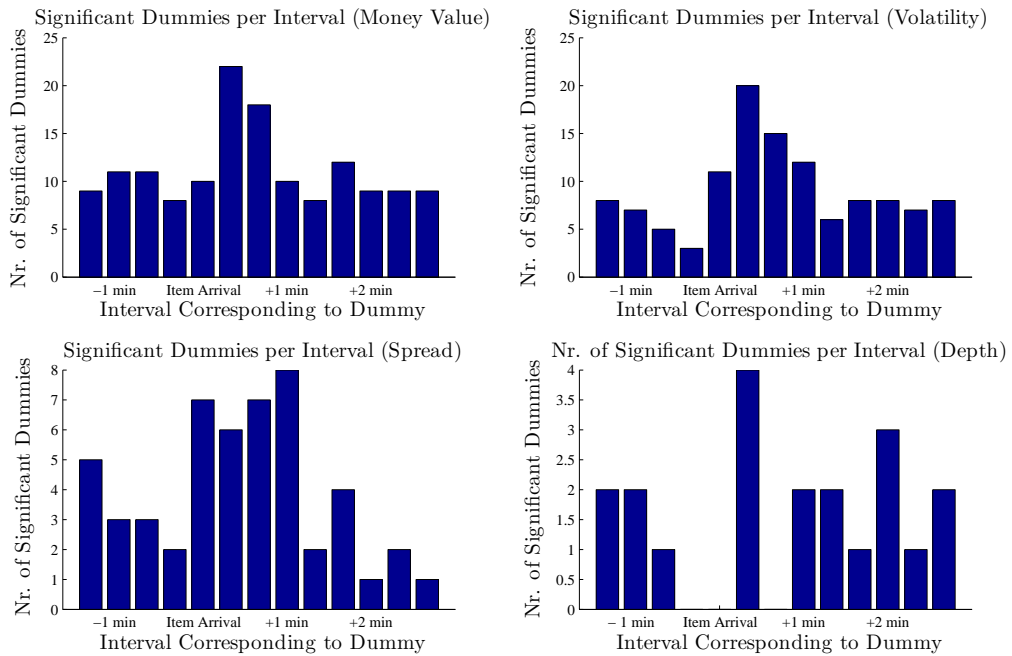 Significant Dummies per Interval (Money Value)
Nr. of Significant Dummies
25
20
15
10
5
0
−1 min Item Arrival +1 min +2 min
Interval Corresponding to Dummy
Significant Dummies per Interval (Volatility)
Nr. of Significant Dummies
25
20
15
10
5
0
−1 min Item Arrival +1 min +2 min
Interval Corresponding to Dummy
Significant Dummies per Interval (Spread)
Nr. of Significant Dummies
8
7
6
5
4
3
2
1
0
−1 min Item Arrival +1 min +2 min
Interval Corresponding to Dummy
Nr. of Significant Dummies per Interval (Depth)
Nr. of Significant Dummies
4
3.5
3
2.5
2
1.5
1
0.5
0
− 1 min Item Arrival +1 min +2 min
Interval Corresponding to Dummy